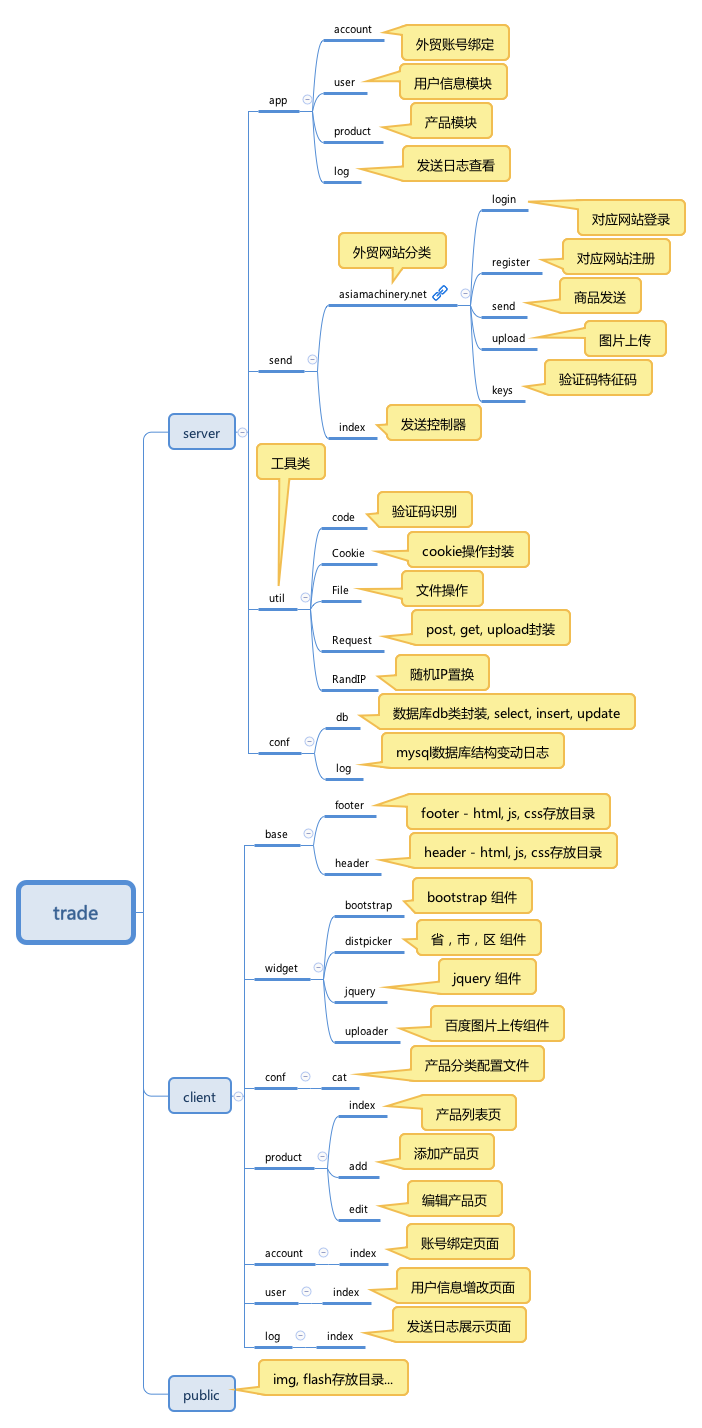 trade
server
app
account
外贸账号绑定
user
用户信息模块
product
产品模块
log
发送日志查看
send
外贸网站分类
asiamachinery.net
login
对应网站登录
register
对应网站注册
send
商品发送
upload
图片上传
keys
验证码特征码
index
发送控制器
工具类
util
code
验证码识别
Cookie
cookie操作封装
File
文件操作
Request
post, get, upload封装
RandIP
随机IP置换
conf
db
数据库db类封装, select, insert, update
log
mysql数据库结构变动日志
client
base
footer
footer - html, js, css存放目录
header
header - html, js, css存放目录
widget
bootstrap
bootstrap 组件
distpicker
省，市，区 组件
jquery
jquery 组件
uploader
百度图片上传组件
conf
cat
产品分类配置文件
product
index
产品列表页
add
添加产品页
edit
编辑产品页
account
index
账号绑定页面
user
index
用户信息增改页面
log
index
发送日志展示页面
public
img, flash存放目录...